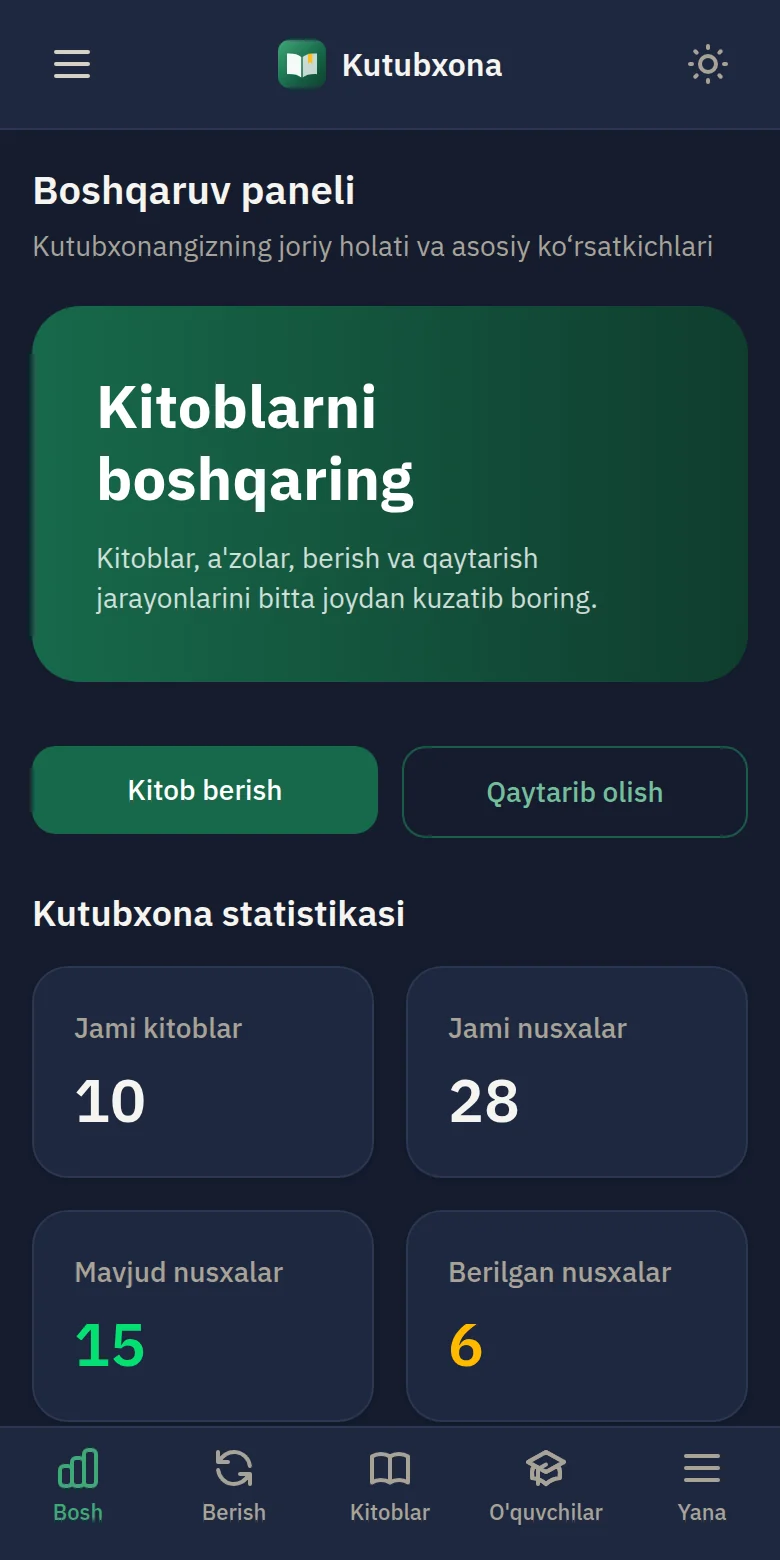 Kutubxona
Boshqaruv paneli
Kutubxonangizning joriy holati va asosiy ko‘rsatkichlari
Kitoblarni
boshqaring
Kitoblar, a'zolar, berish va qaytarish
jarayonlarini bitta joydan kuzatib boring.
Kitob berish
Qaytarib olish
Kutubxona statistikasi
Jami kitoblar
10
Jami nusxalar
28
Mavjud nusxalar
15
Berilgan nusxalar
6
Bosh
Berish
Kitoblar
O'quvchilar
Yana